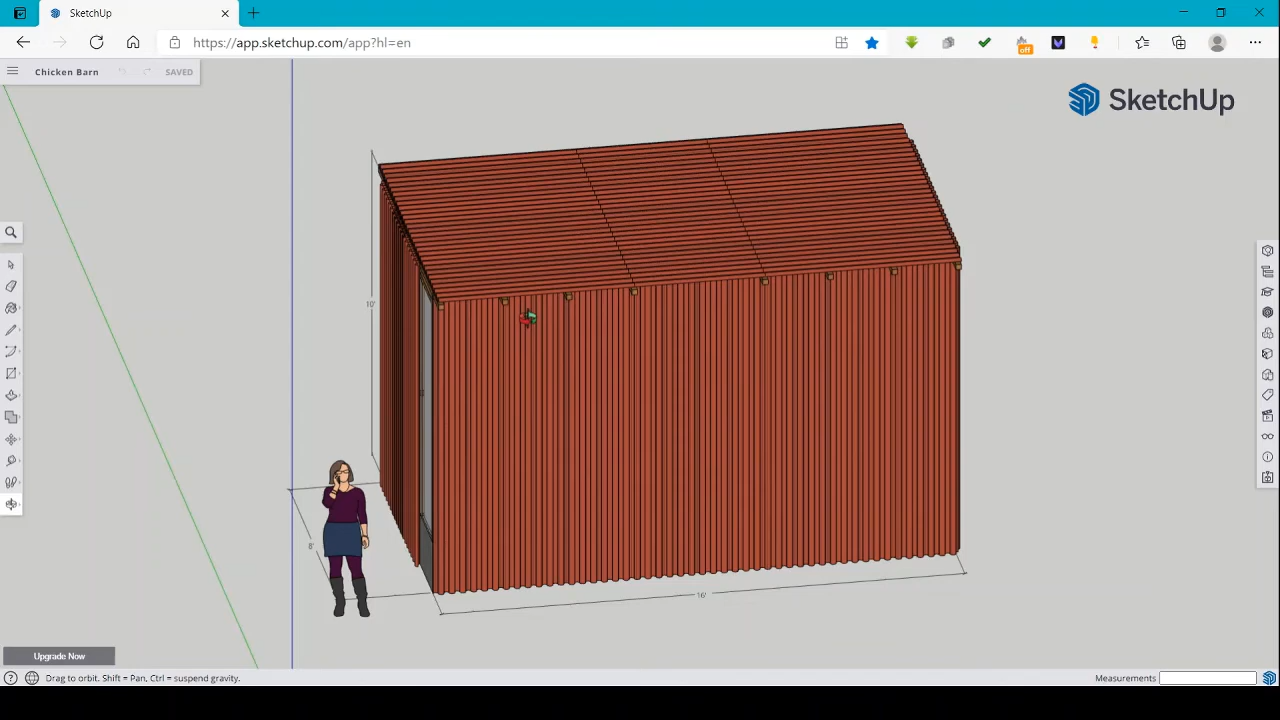 SketchUp
https://app.sketchup.com/app?hl=en
off
Chicken Barn
SAVED
SketchUp
10'
8'
16'
Upgrade Now
Drag to orbit. Shift = Pan, Ctrl = suspend gravity.
Measurements